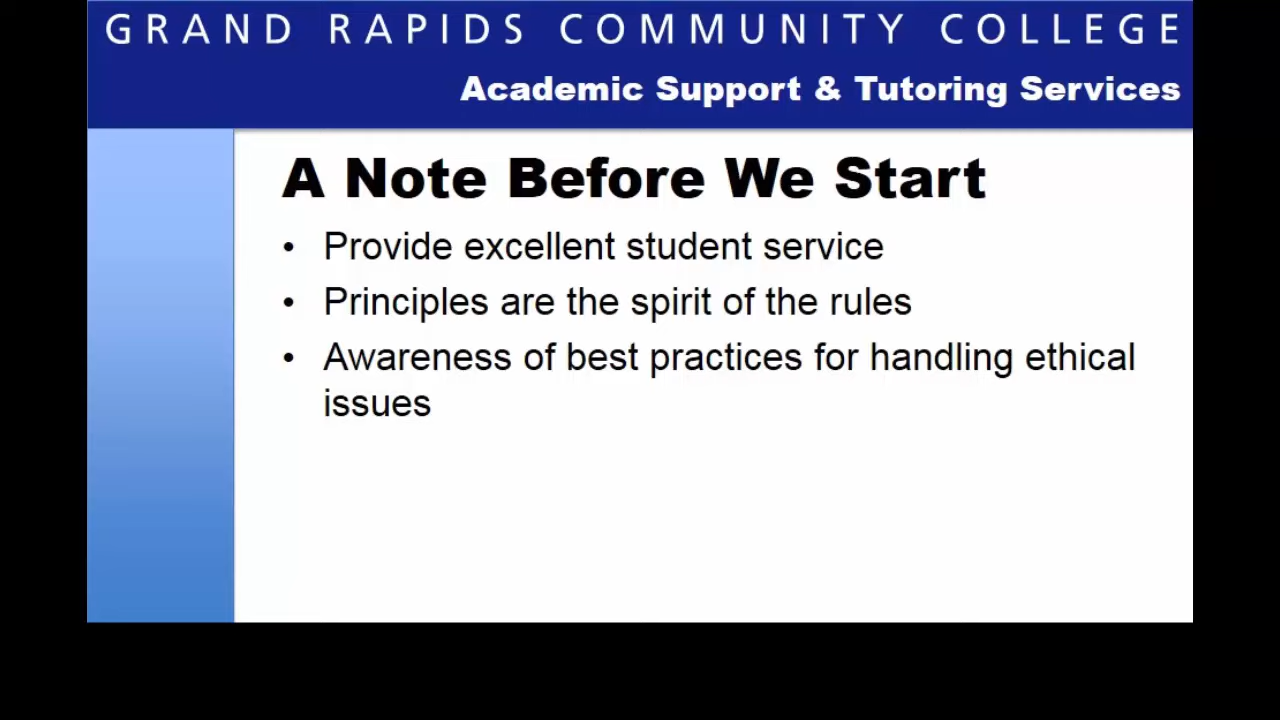 GRAND RAPIDS COMMUNITY COLLEGE
Academic Support & Tutoring Services
A Note Before We Start
• Provide excellent student service
• Principles are the spirit of the rules
• Awareness of best practices for handling ethical
issues